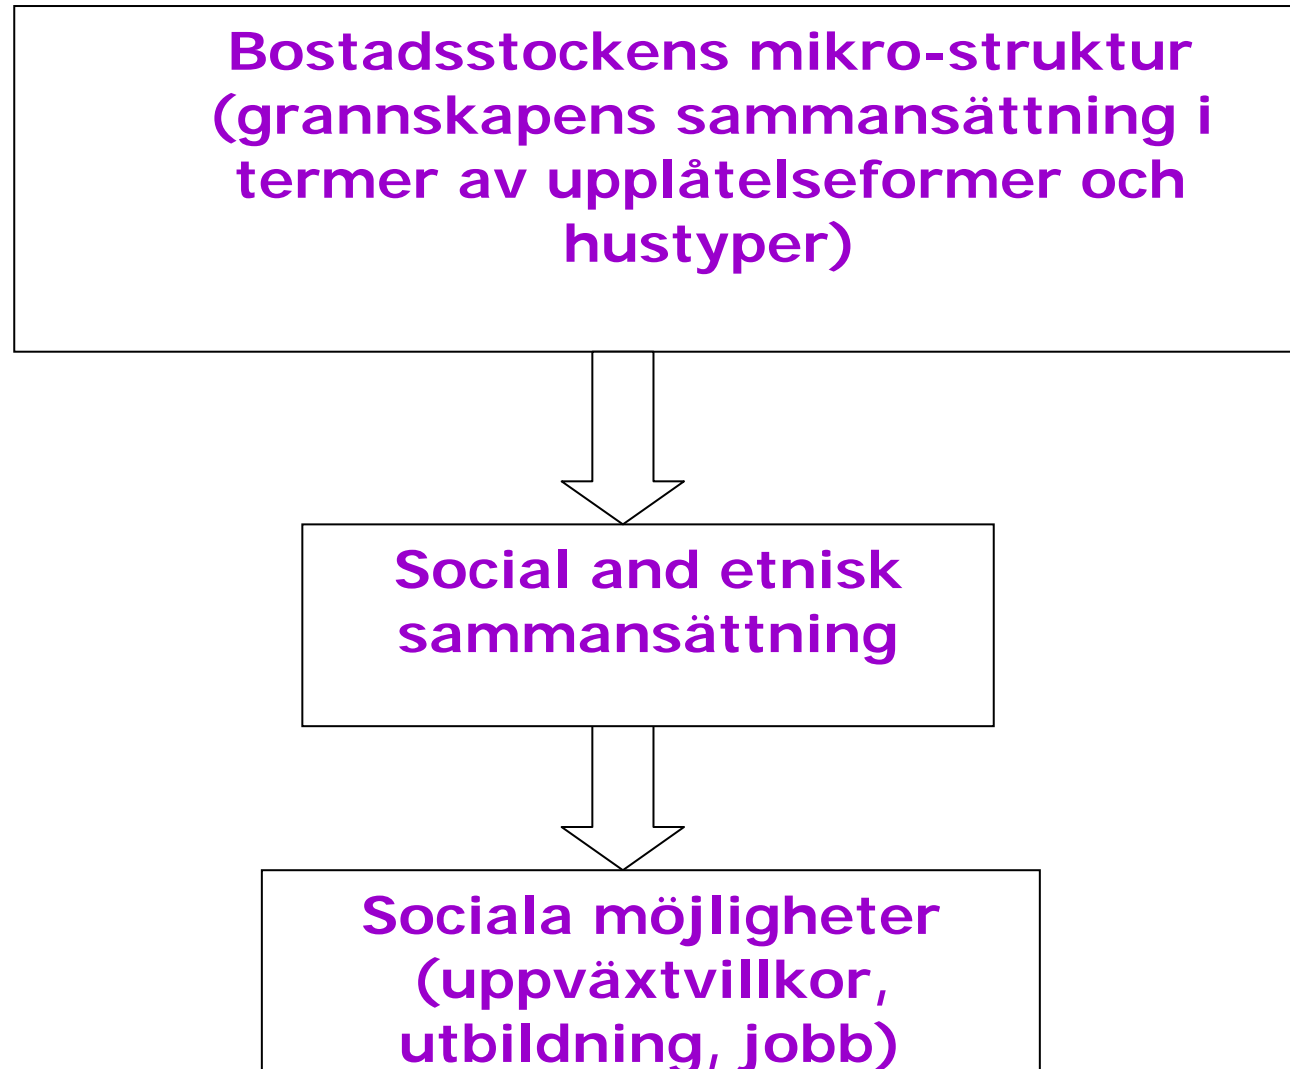 Bostadsstockens mikro-struktur
(grannskapens sammansättning i
termer av upplåtelseformer och
hustyper)
Social and etnisk
sammansättning
Sociala möjligheter
(uppväxtvillkor,
utbildning, jobb)